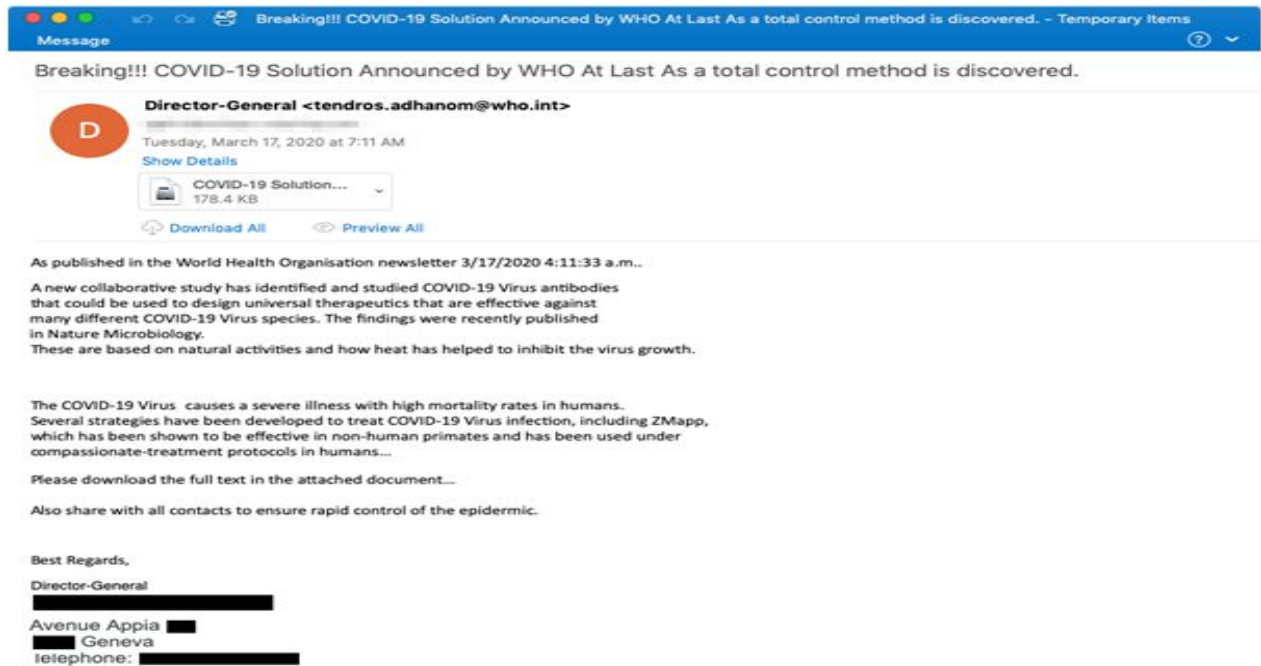 Breaking!!! COVID-19 Solution Announced by WHO At Last As a total control method is discovered. - Temporary Items
Message
Breaking!!! COVID-19 Solution Announced by WHO At Last As a total control method is discovered.
D
Director-General <tendros.adhanom@who.int>
Tuesday, March 17, 2020 at 7:11 AM
Show Details
COVID-19 Solution...
178.4 KB
Download All Preview All
As published in the World Health Organisation newsletter 3/17/2020 4:11:33 a.m..
A new collaborative study has identified and studied COVID-19 Virus antibodies
that could be used to design universal therapeutics that are effective against
many different COVID-19 Virus species. The findings were recently published
in Nature Microbiology.
These are based on natural activities and how heat has helped to inhibit the virus growth.
The COVID-19 Virus causes a severe illness with high mortality rates in humans.
Several strategies have been developed to treat COVID-19 Virus infection, including ZMapp,
which has been shown to be effective in non-human primates and has been used under
compassionate-treatment protocols in humans...
Please download the full text in the attached document...
Also share with all contacts to ensure rapid control of the epidermic.
Best Regards,
Director-General
Avenue Appia
Geneva
Telephone: